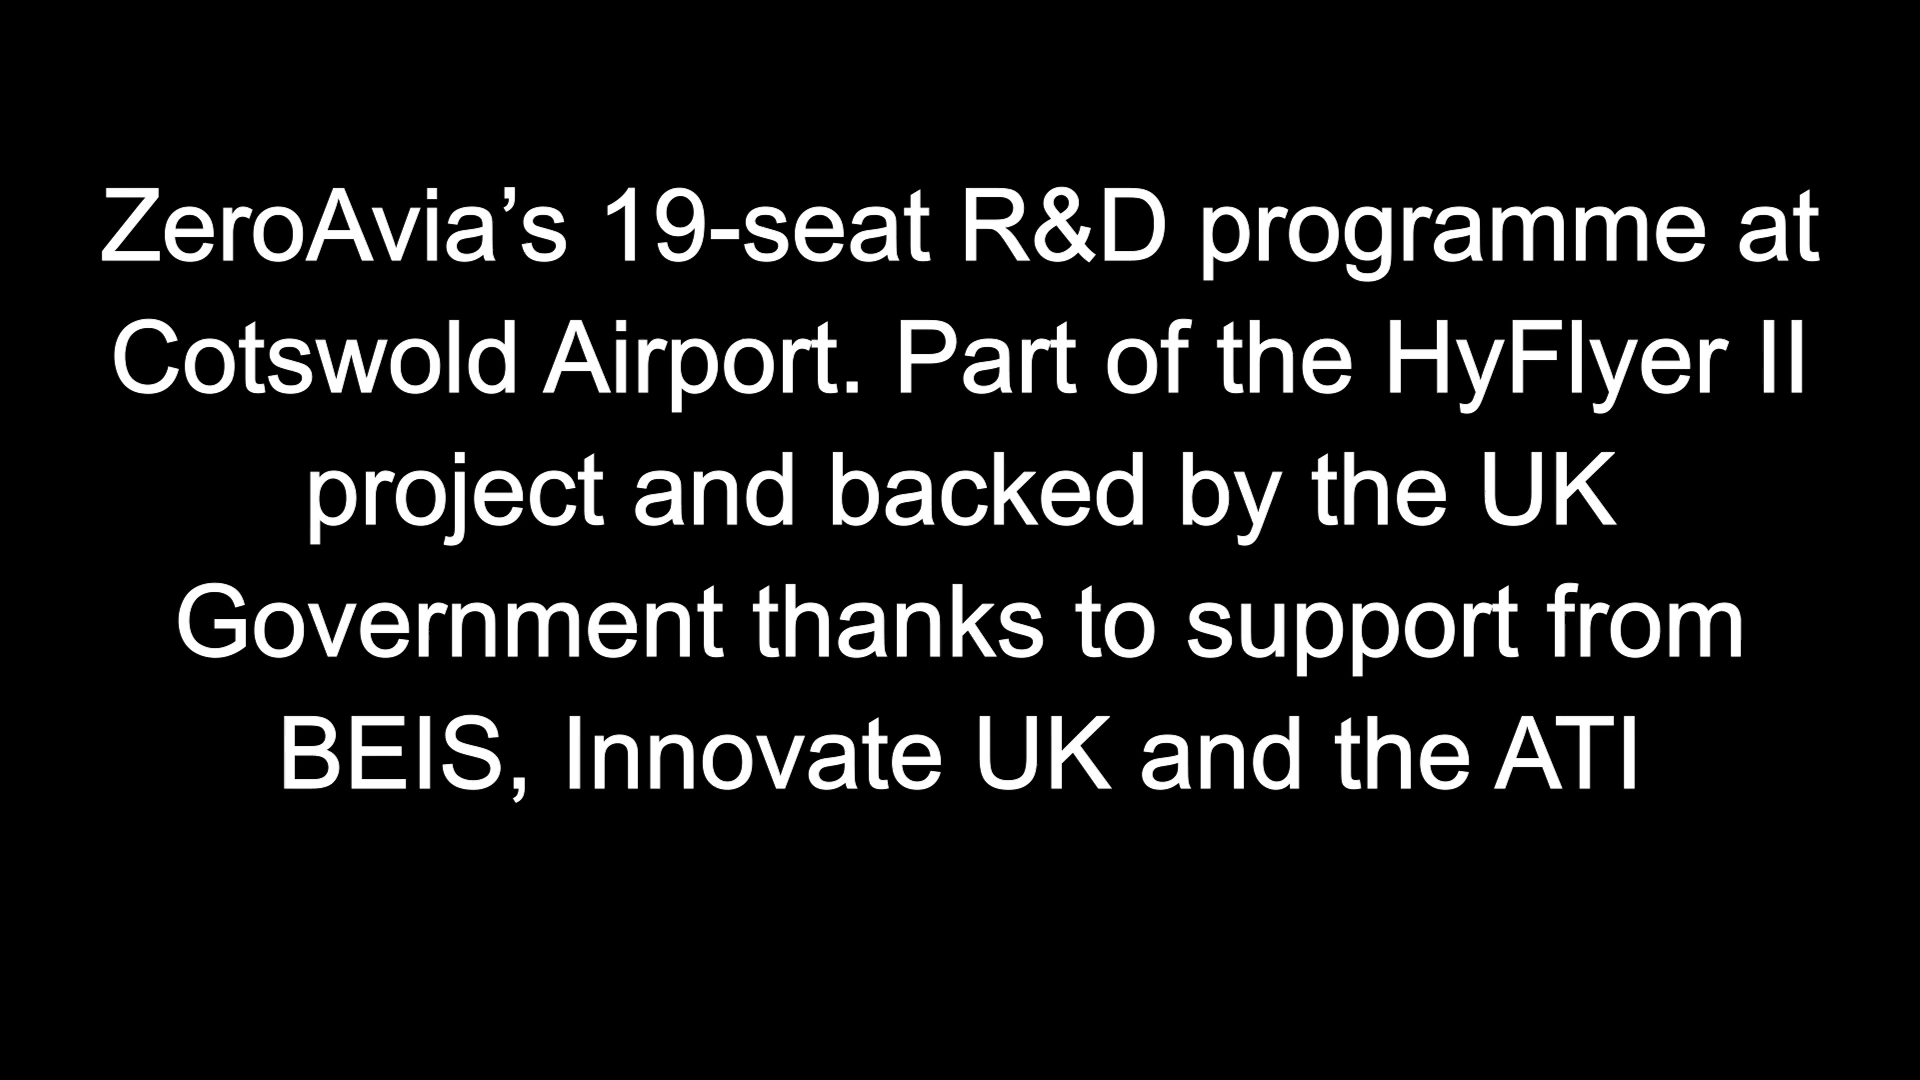 ZeroAvia’s 19-seat R&D programme at
Cotswold Airport. Part of the HyFlyer II
project and backed by the UK
Government thanks to support from
BEIS, Innovate UK and the ATI